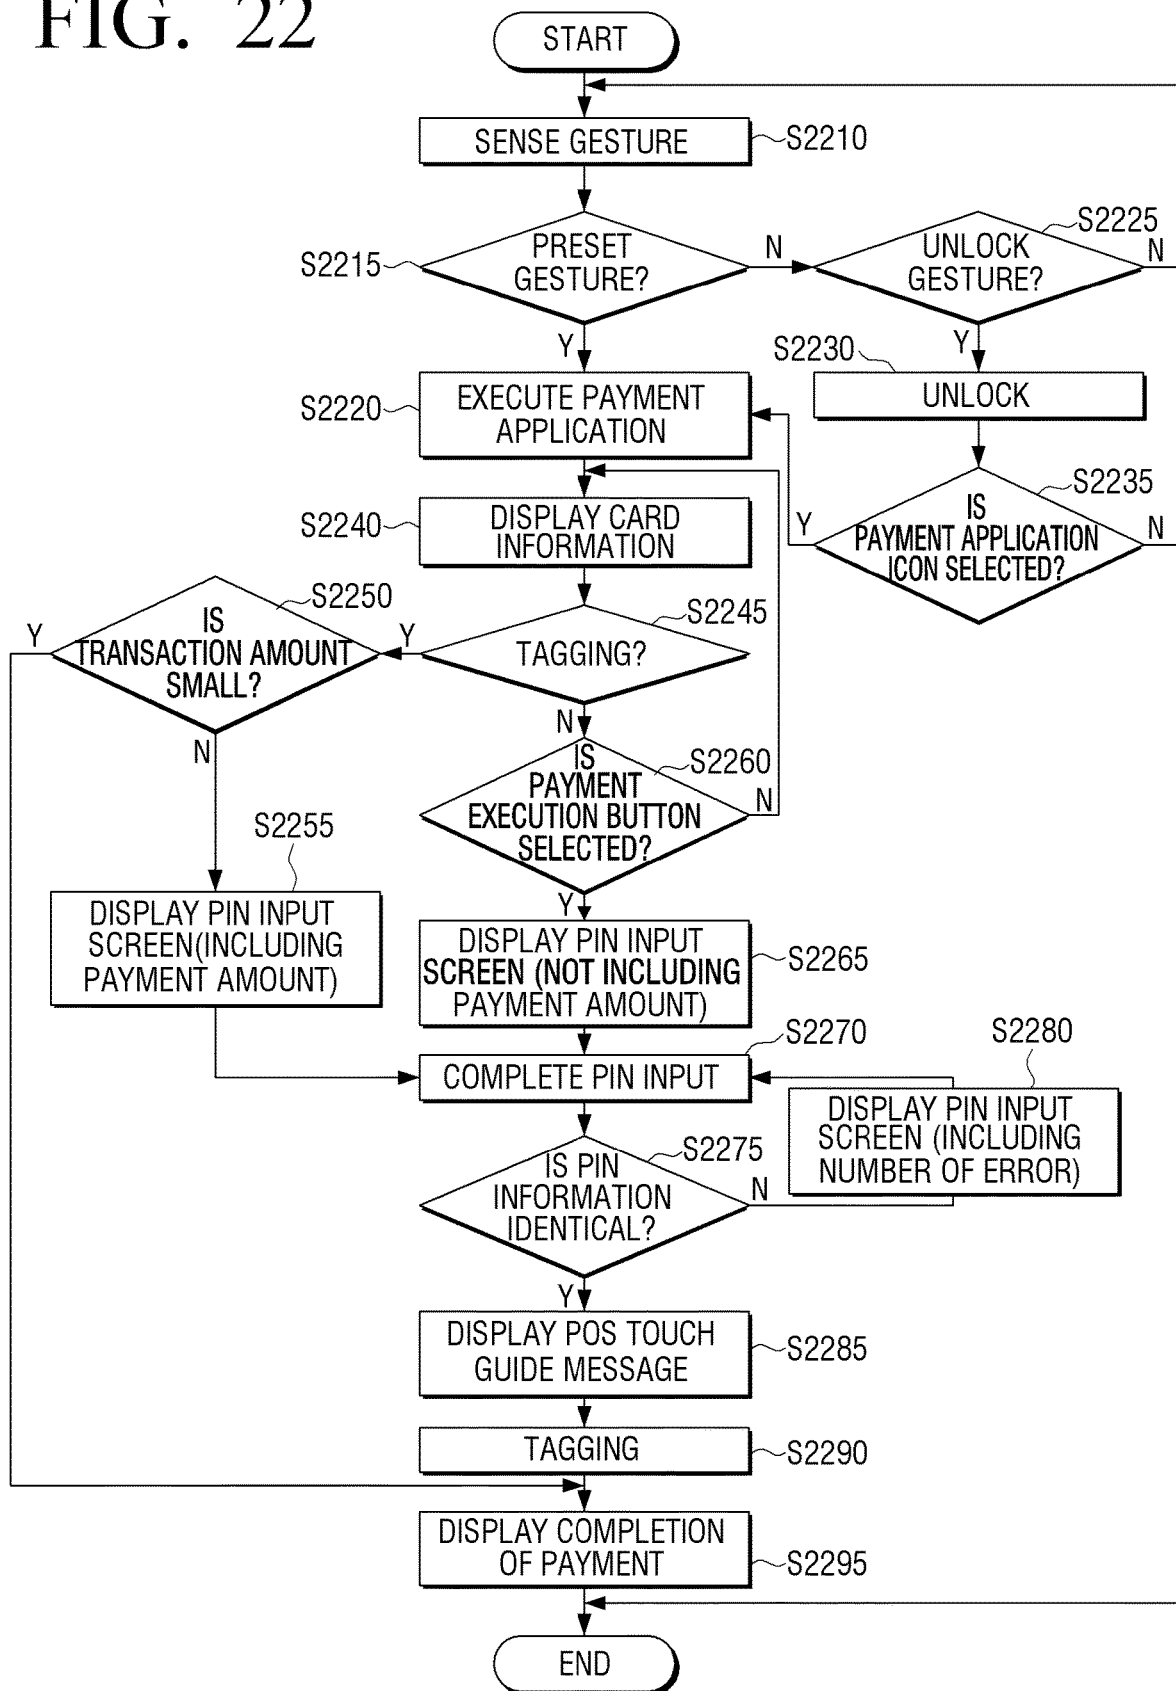 FIG. 22
START
SENSE GESTURE
S2210
S2215
PRESET
GESTURE?
N
Y
S2225
UNLOCK
GESTURE?
N
Y
S2230
UNLOCK
S2220
EXECUTE PAYMENT
APPLICATION
S2235
IS
PAYMENT APPLICATION
ICON SELECTED?
Y
N
S2240
DISPLAY CARD
INFORMATION
S2245
TAGGING?
Y
N
S2250
IS
TRANSACTION AMOUNT
SMALL?
Y
N
S2260
IS
PAYMENT
EXECUTION BUTTON
SELECTED?
N
Y
S2255
DISPLAY PIN INPUT
SCREEN(INCLUDING
PAYMENT AMOUNT)
DISPLAY PIN INPUT
SCREEN (NOT INCLUDING
PAYMENT AMOUNT)
S2265
S2270
COMPLETE PIN INPUT
S2280
DISPLAY PIN INPUT
SCREEN (INCLUDING
NUMBER OF ERROR)
S2275
IS PIN
INFORMATION
IDENTICAL?
N
Y
DISPLAY POS TOUCH
GUIDE MESSAGE
S2285
TAGGING
S2290
DISPLAY COMPLETION
OF PAYMENT
S2295
END